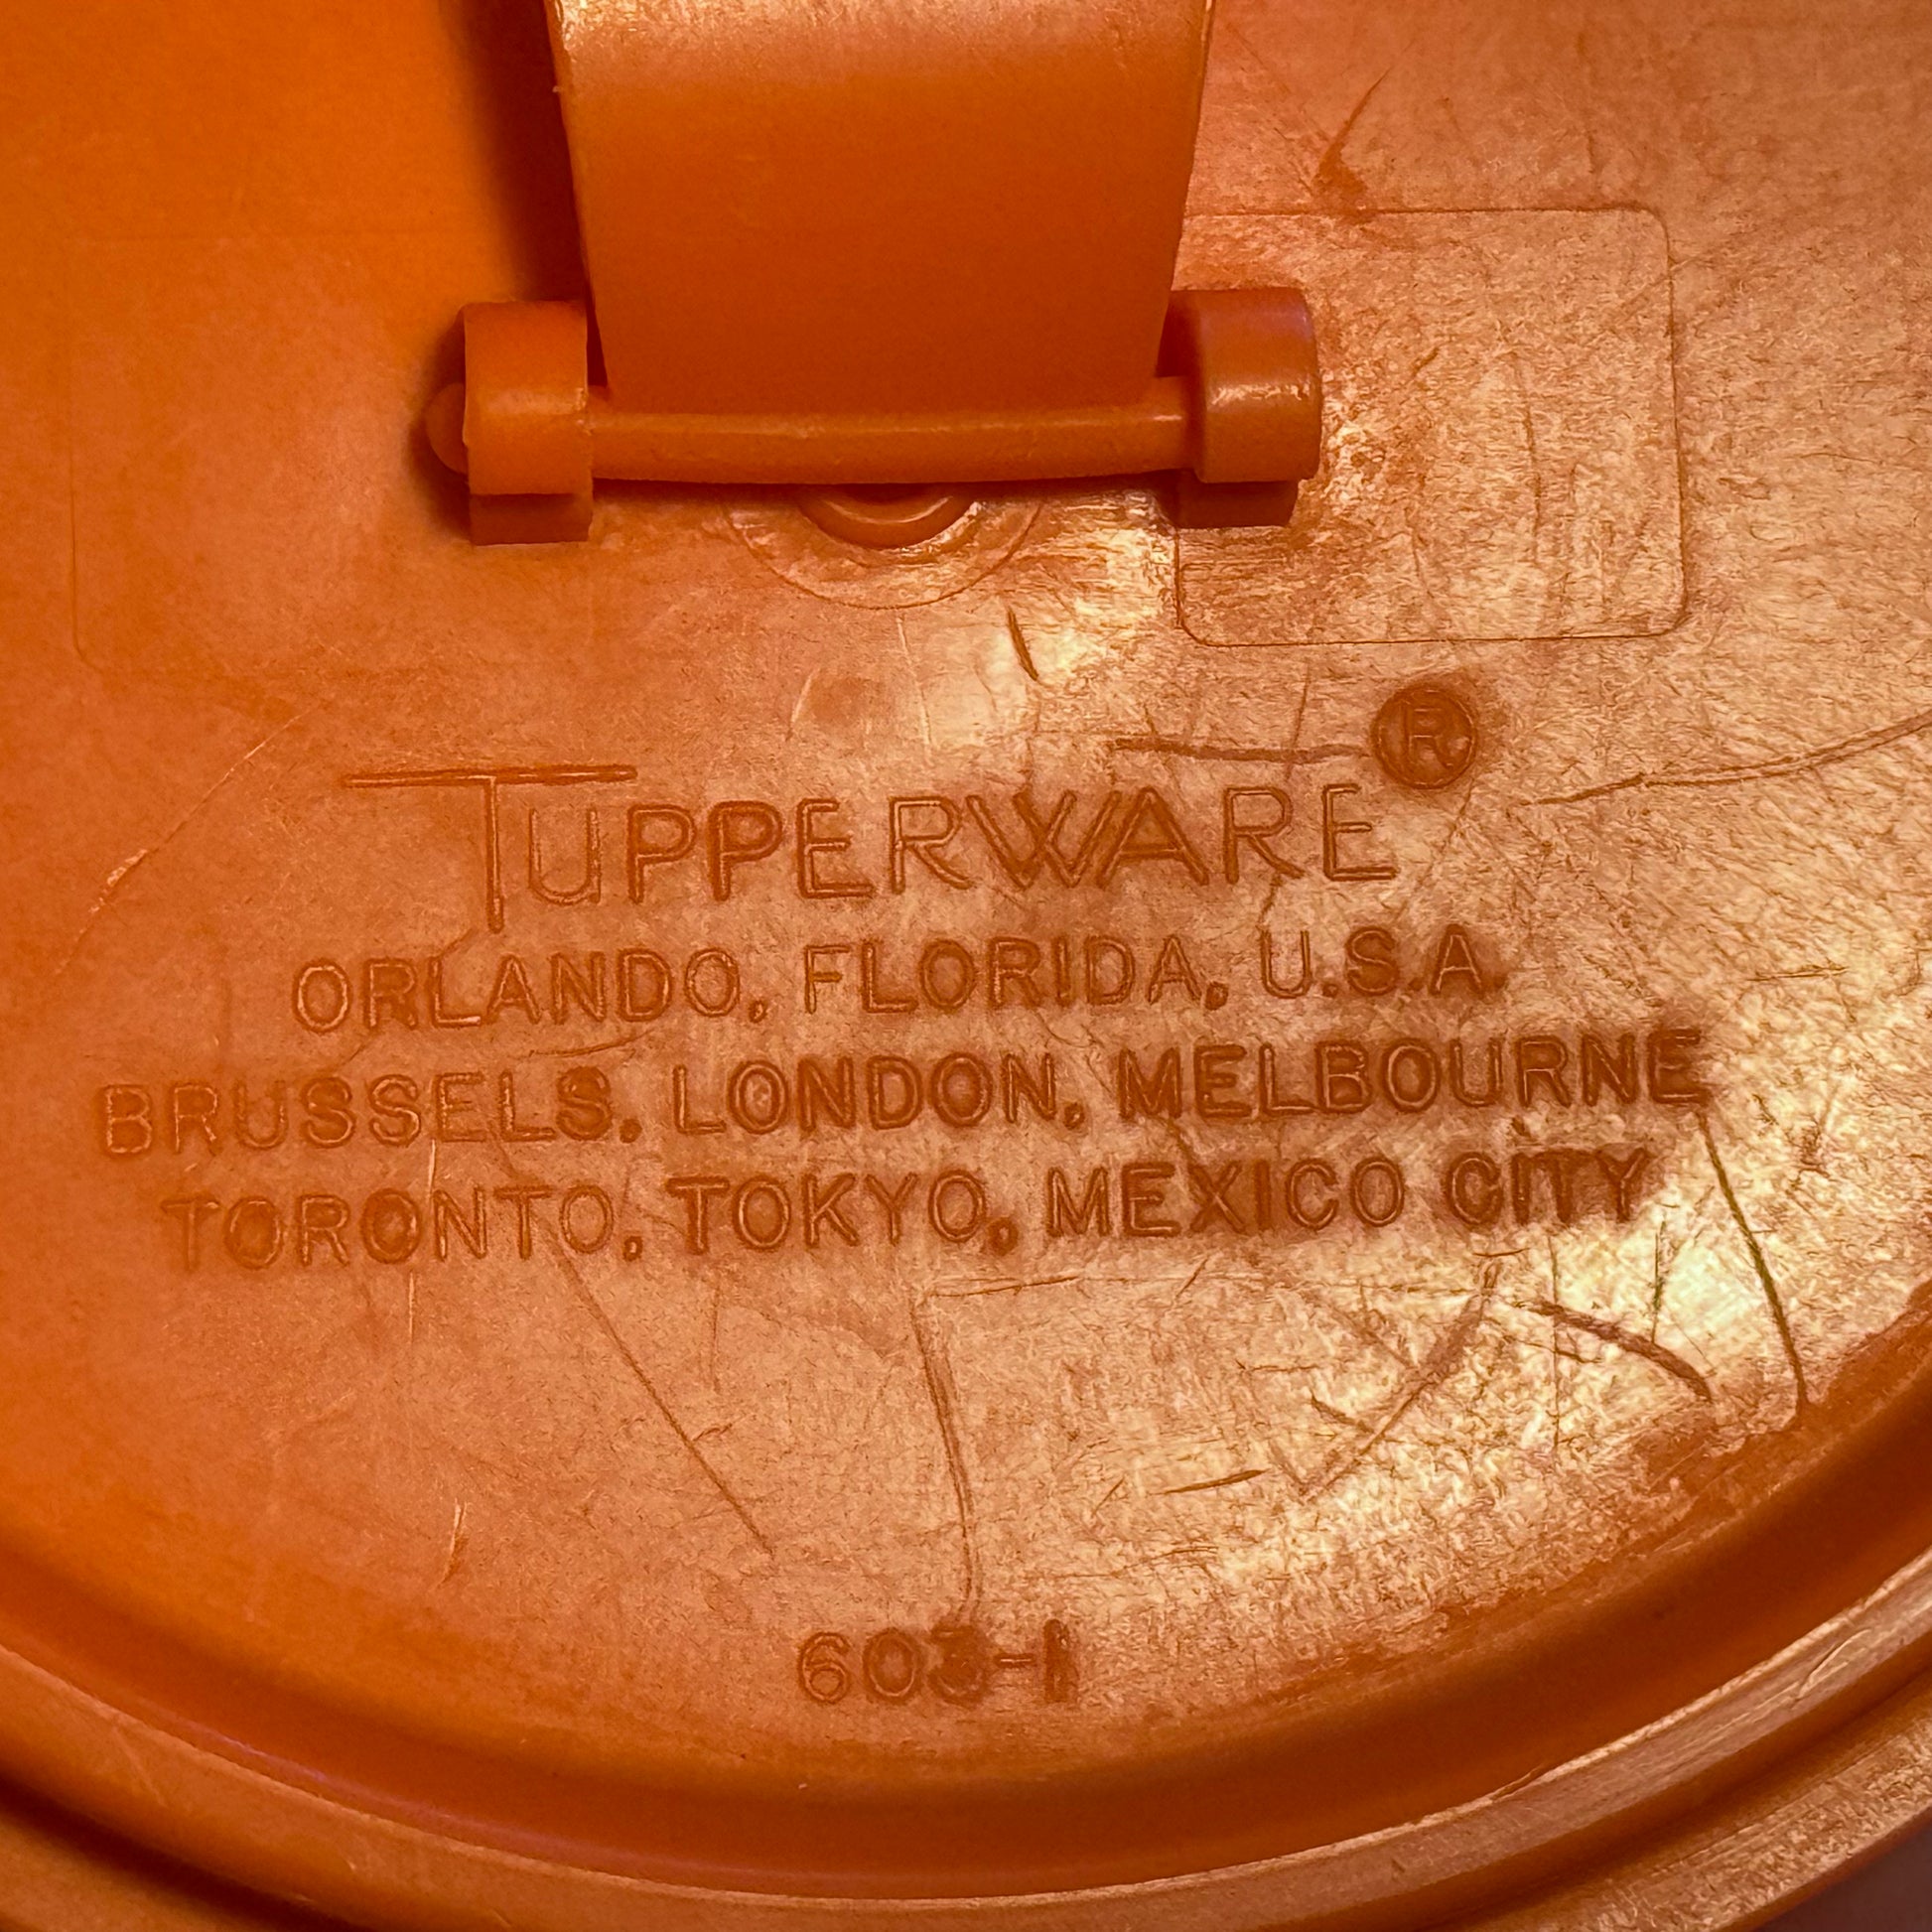 TUPPERWARE®
ORLANDO, FLORIDA, U.S.A.
BRUSSELS, LONDON, MELBOURNE
TORONTO, TOKYO, MEXICO CITY
603-1